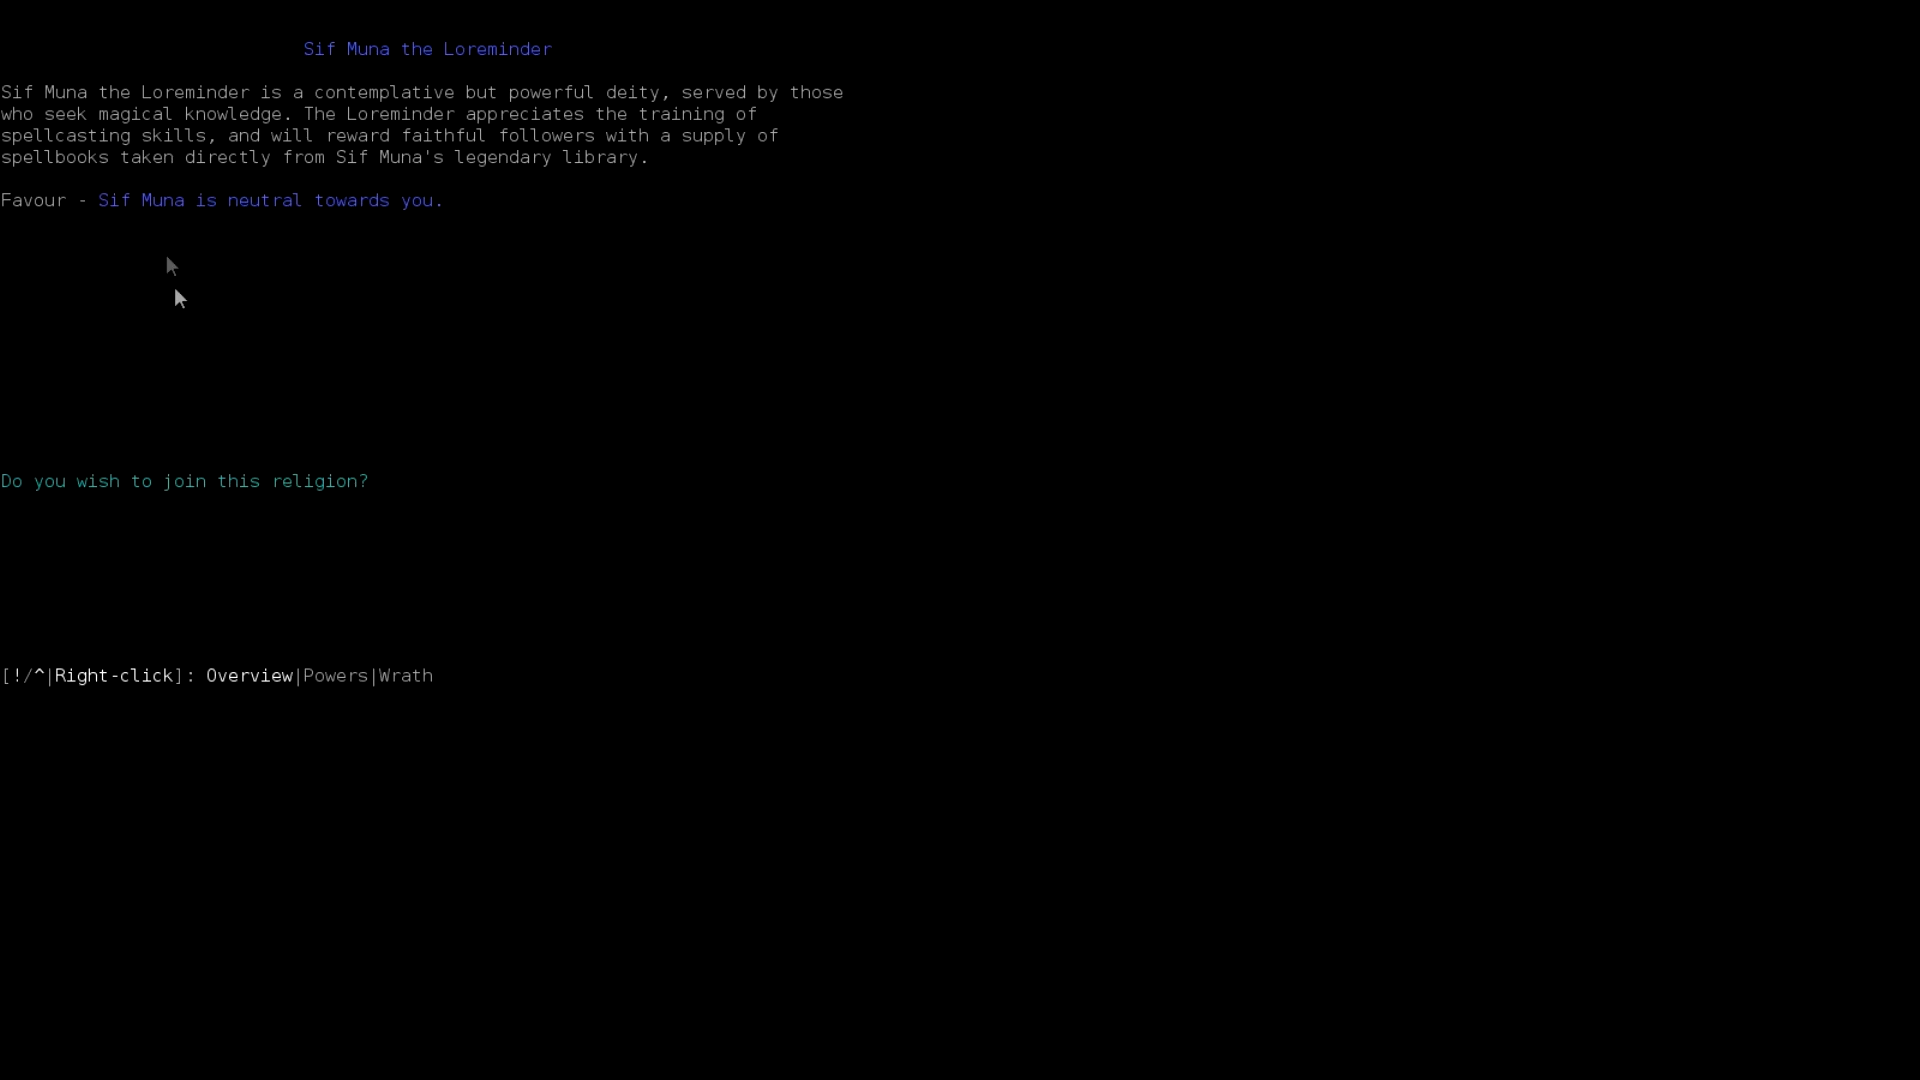 Sif Muna the Loreminder
Sif Muna the Loreminder is a contemplative but powerful deity, served by those
who seek magical knowledge. The Loreminder appreciates the training of
spellcasting skills, and will reward faithful followers with a supply of
spellbooks taken directly from Sif Muna's legendary library.
Favour - Sif Muna is neutral towards you.
Do you wish to join this religion?
[!/^|Right-click]: Overview|Powers|Wrath